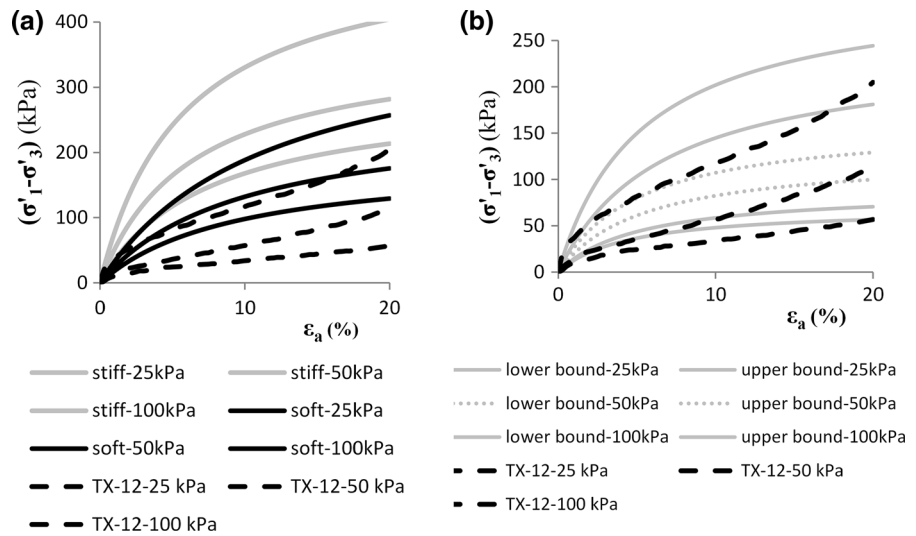 (a)
(σ'1-σ'3) (kPa)
400
300
200
100
0
0 10 20
εa (%)
stiff-25kPa stiff-50kPa
stiff-100kPa soft-25kPa
soft-50kPa soft-100kPa
TX-12-25 kPa TX-12-50 kPa
TX-12-100 kPa
(b)
(σ'1-σ'3) (kPa)
250
200
150
100
50
0
0 10 20
εa (%)
lower bound-25kPa upper bound-25kPa
lower bound-50kPa upper bound-50kPa
lower bound-100kPa upper bound-100kPa
TX-12-25 kPa TX-12-50 kPa
TX-12-100 kPa